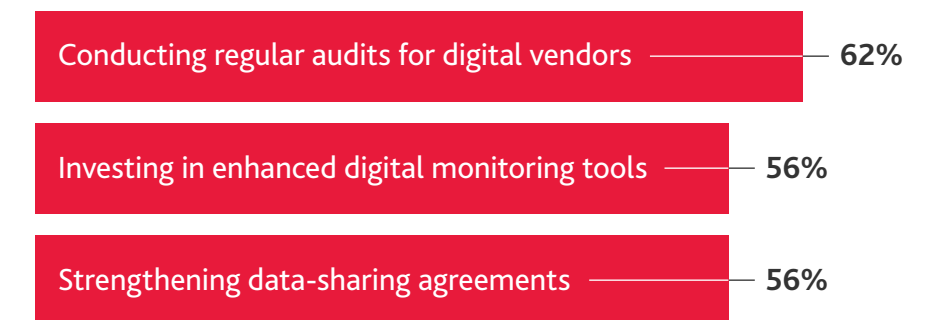 Conducting regular audits for digital vendors 62%
Investing in enhanced digital monitoring tools 56%
Strengthening data-sharing agreements 56%